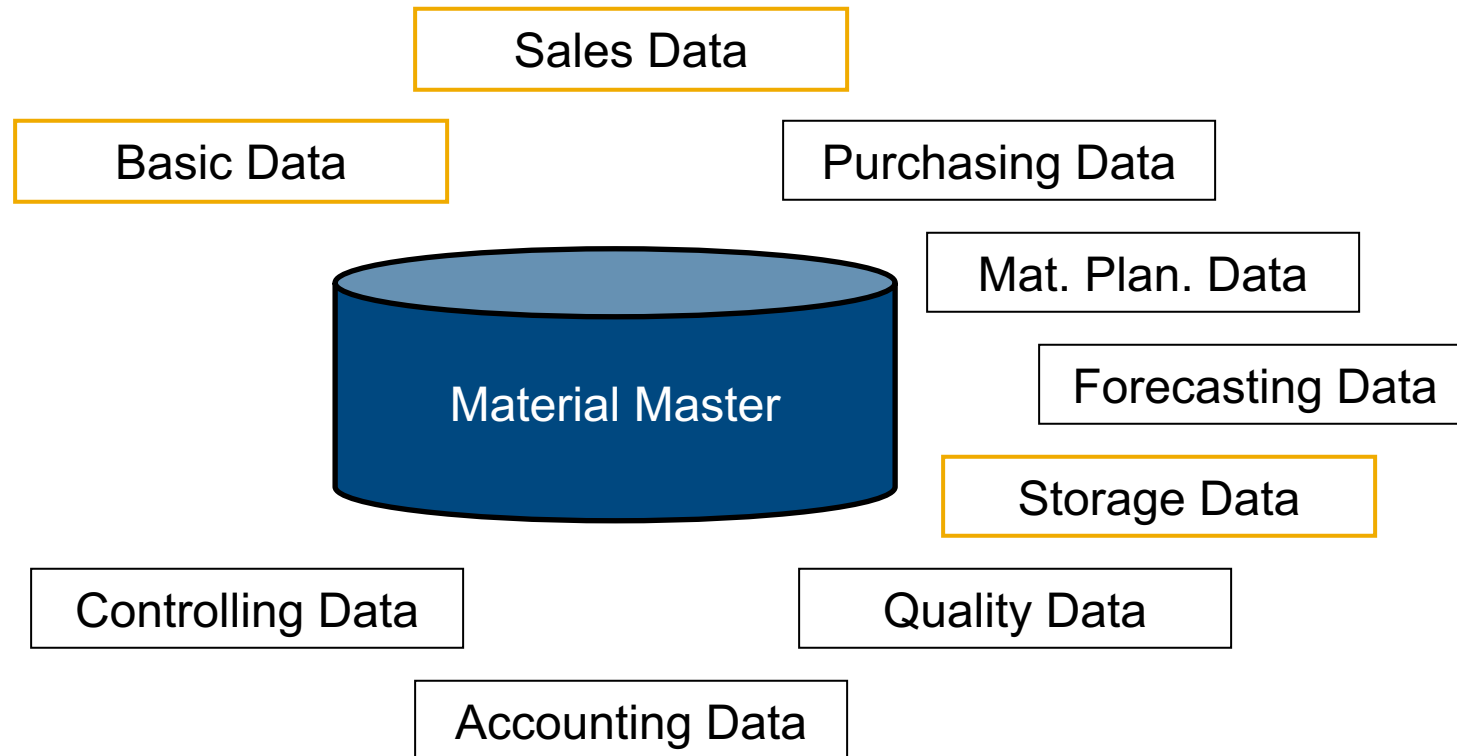 Sales Data
Basic Data
Purchasing Data
Mat. Plan. Data
Forecasting Data
Material Master
Storage Data
Controlling Data
Quality Data
Accounting Data